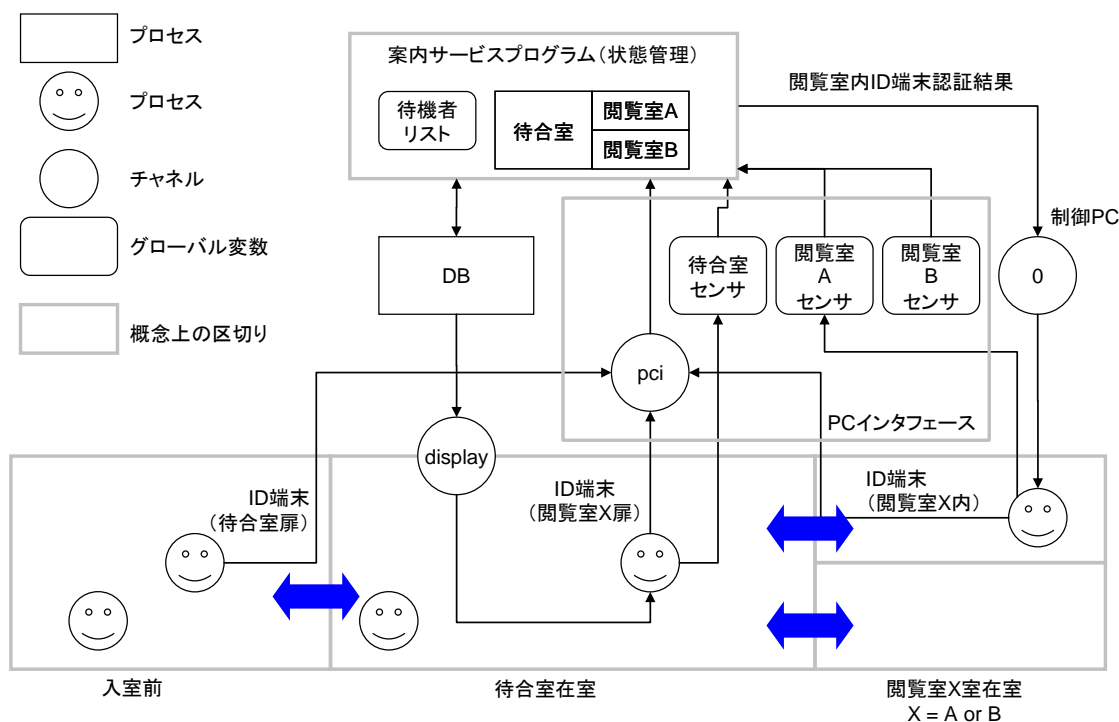 プロセス
プロセス
チャネル
グローバル変数
概念上の区切り
案内サービスプログラム(状態管理)
待機者
リスト
待合室
閲覧室A
閲覧室B
閲覧室内ID端末認証結果
制御PC
DB
待合室
センサ
閲覧室
A
センサ
閲覧室
B
センサ
0
pci
PCインタフェース
display
ID端末
(待合室扉)
ID端末
(閲覧室X扉)
ID端末
(閲覧室X内)
入室前
待合室在室
閲覧室X室在室
X = A or B